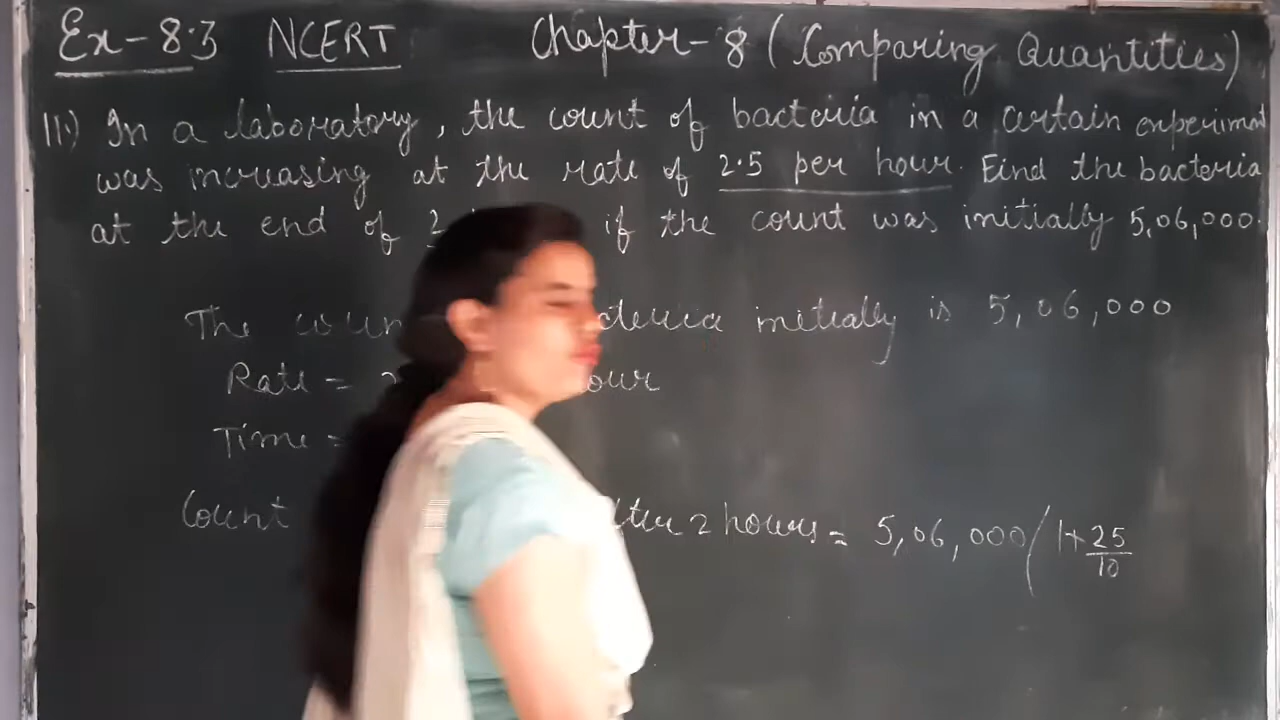 Ex-8.3 NCERT Chapter-8 (Comparing Quantities)
11.) In a laboratory, the count of bacteria in a certain experiment
was increasing at the rate of 2.5 per hour. Find the bacteria
at the end of 2 if the count was initially 5,06,000.
The initially is 5,06,000
Rate =
Time =
Count 2 hours = 5,06,000 (1+ 25/10